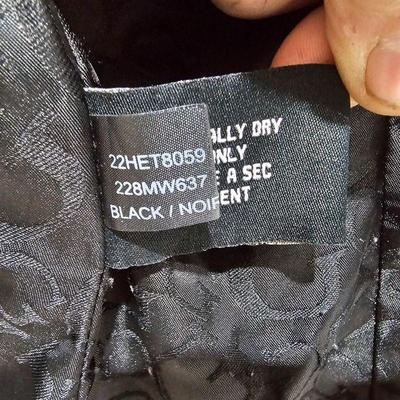 22HET8059
228MW637
BLACK / NOIR
ALLY DRY
ONLY
E A SEC
ENT